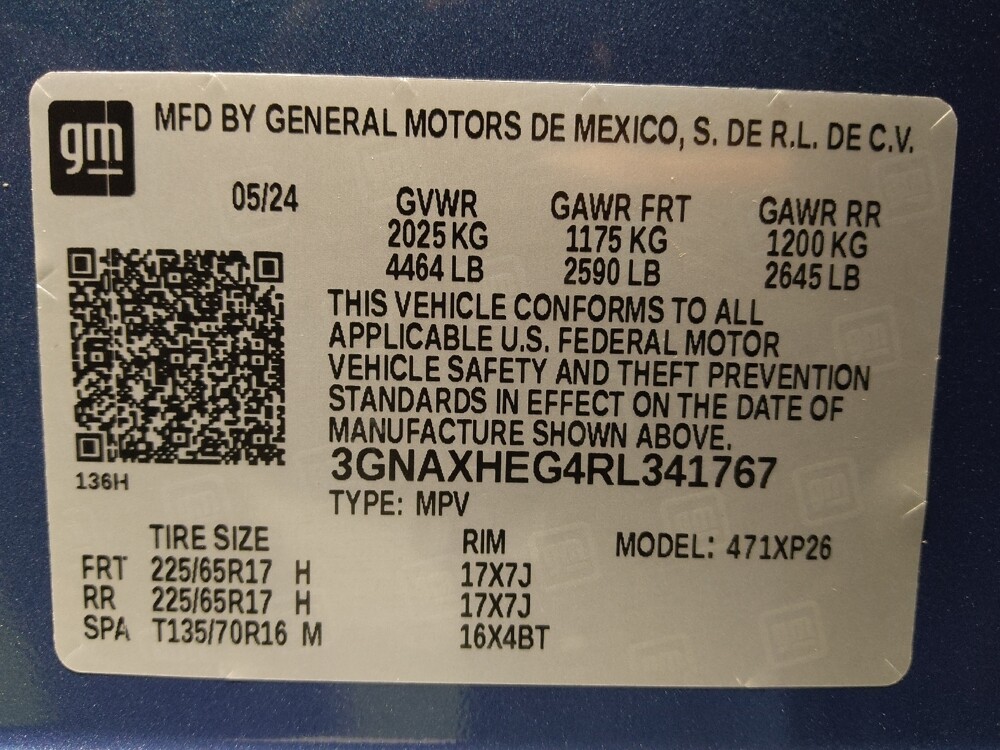 gm
MFD BY GENERAL MOTORS DE MEXICO, S. DE R.L. DE C.V.
05/24 GVWR GAWR FRT GAWR RR
2025 KG 1175 KG 1200 KG
4464 LB 2590 LB 2645 LB
THIS VEHICLE CONFORMS TO ALL
APPLICABLE U.S. FEDERAL MOTOR
VEHICLE SAFETY AND THEFT PREVENTION
STANDARDS IN EFFECT ON THE DATE OF
MANUFACTURE SHOWN ABOVE.
3GNAXHEG4RL341767
136H
TYPE: MPV
TIRE SIZE RIM MODEL: 471XP26
FRT 225/65R17 H 17X7J
RR 225/65R17 H 17X7J
SPA T135/70R16 M 16X4BT